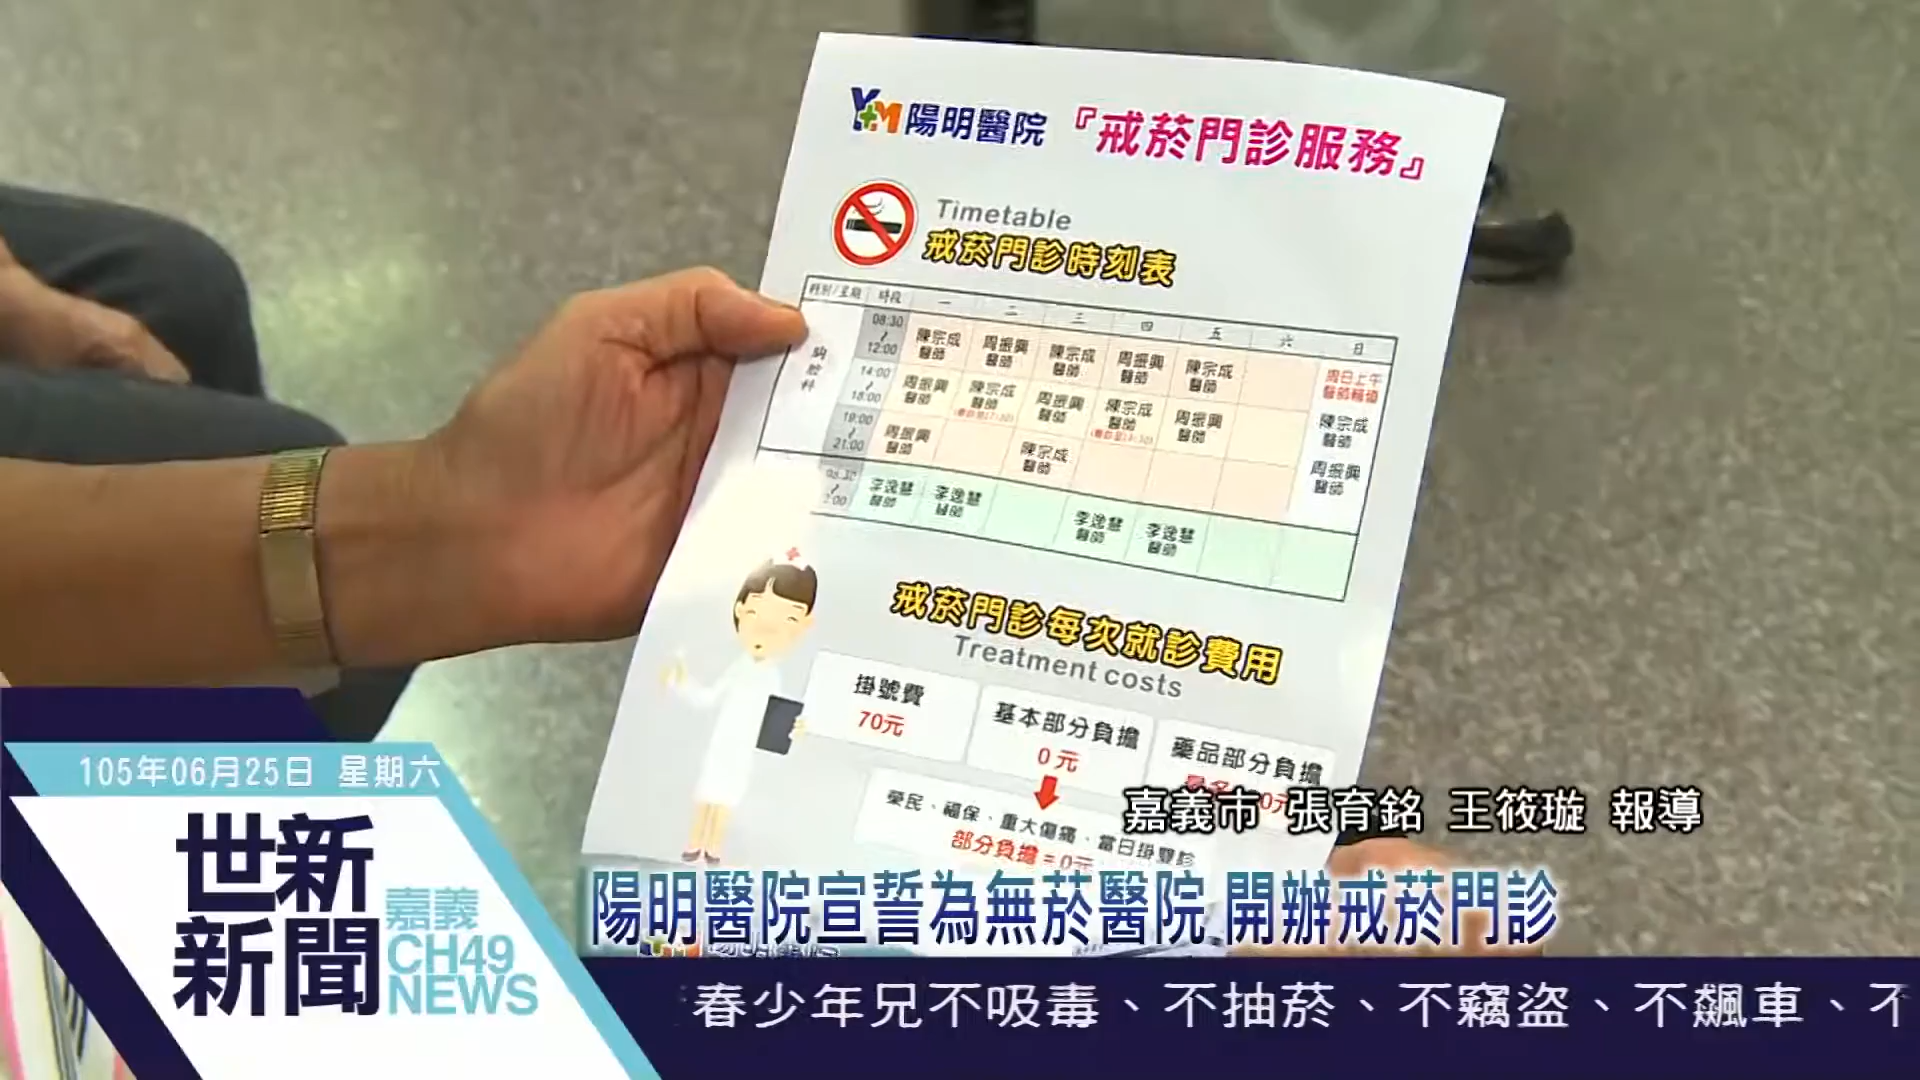 Y+M 陽明醫院 『戒菸門診服務』
Timetable
戒菸門診時刻表
科別/星期 時段 一 二 三 四 五 六 日
胸腔科
08:30 ~ 12:00 陳宗成醫師 周振興醫師 陳宗成醫師 周振興醫師 陳宗成醫師
14:00 ~ 18:00 周振興醫師 陳宗成醫師 周振興醫師 陳宗成醫師 周振興醫師
19:00 ~ 21:00 周振興醫師 陳宗成醫師
周日上午
醫師輪值
陳宗成
醫師
周振興
醫師
李逸慧醫師 李逸慧醫師 李逸慧醫師 李逸慧醫師
戒菸門診每次就診費用
Treatment costs
掛號費
70元
基本部分負擔
0元
藥品部分負擔
榮民、福保、重大傷病、當日掛雙診
部分負擔=0元
嘉義市 張育銘 王筱璇 報導
陽明醫院宣誓為無菸醫院 開辦戒菸門診
105年06月25日 星期六
世新
新聞
嘉義
CH49
NEWS
春少年兄不吸毒、不抽菸、不竊盜、不飆車、不